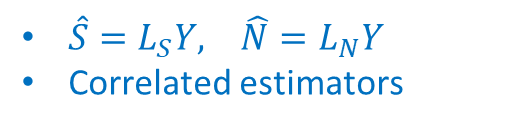 • Ŝ = L_S Y, N̂ = L_N Y
• Correlated estimators